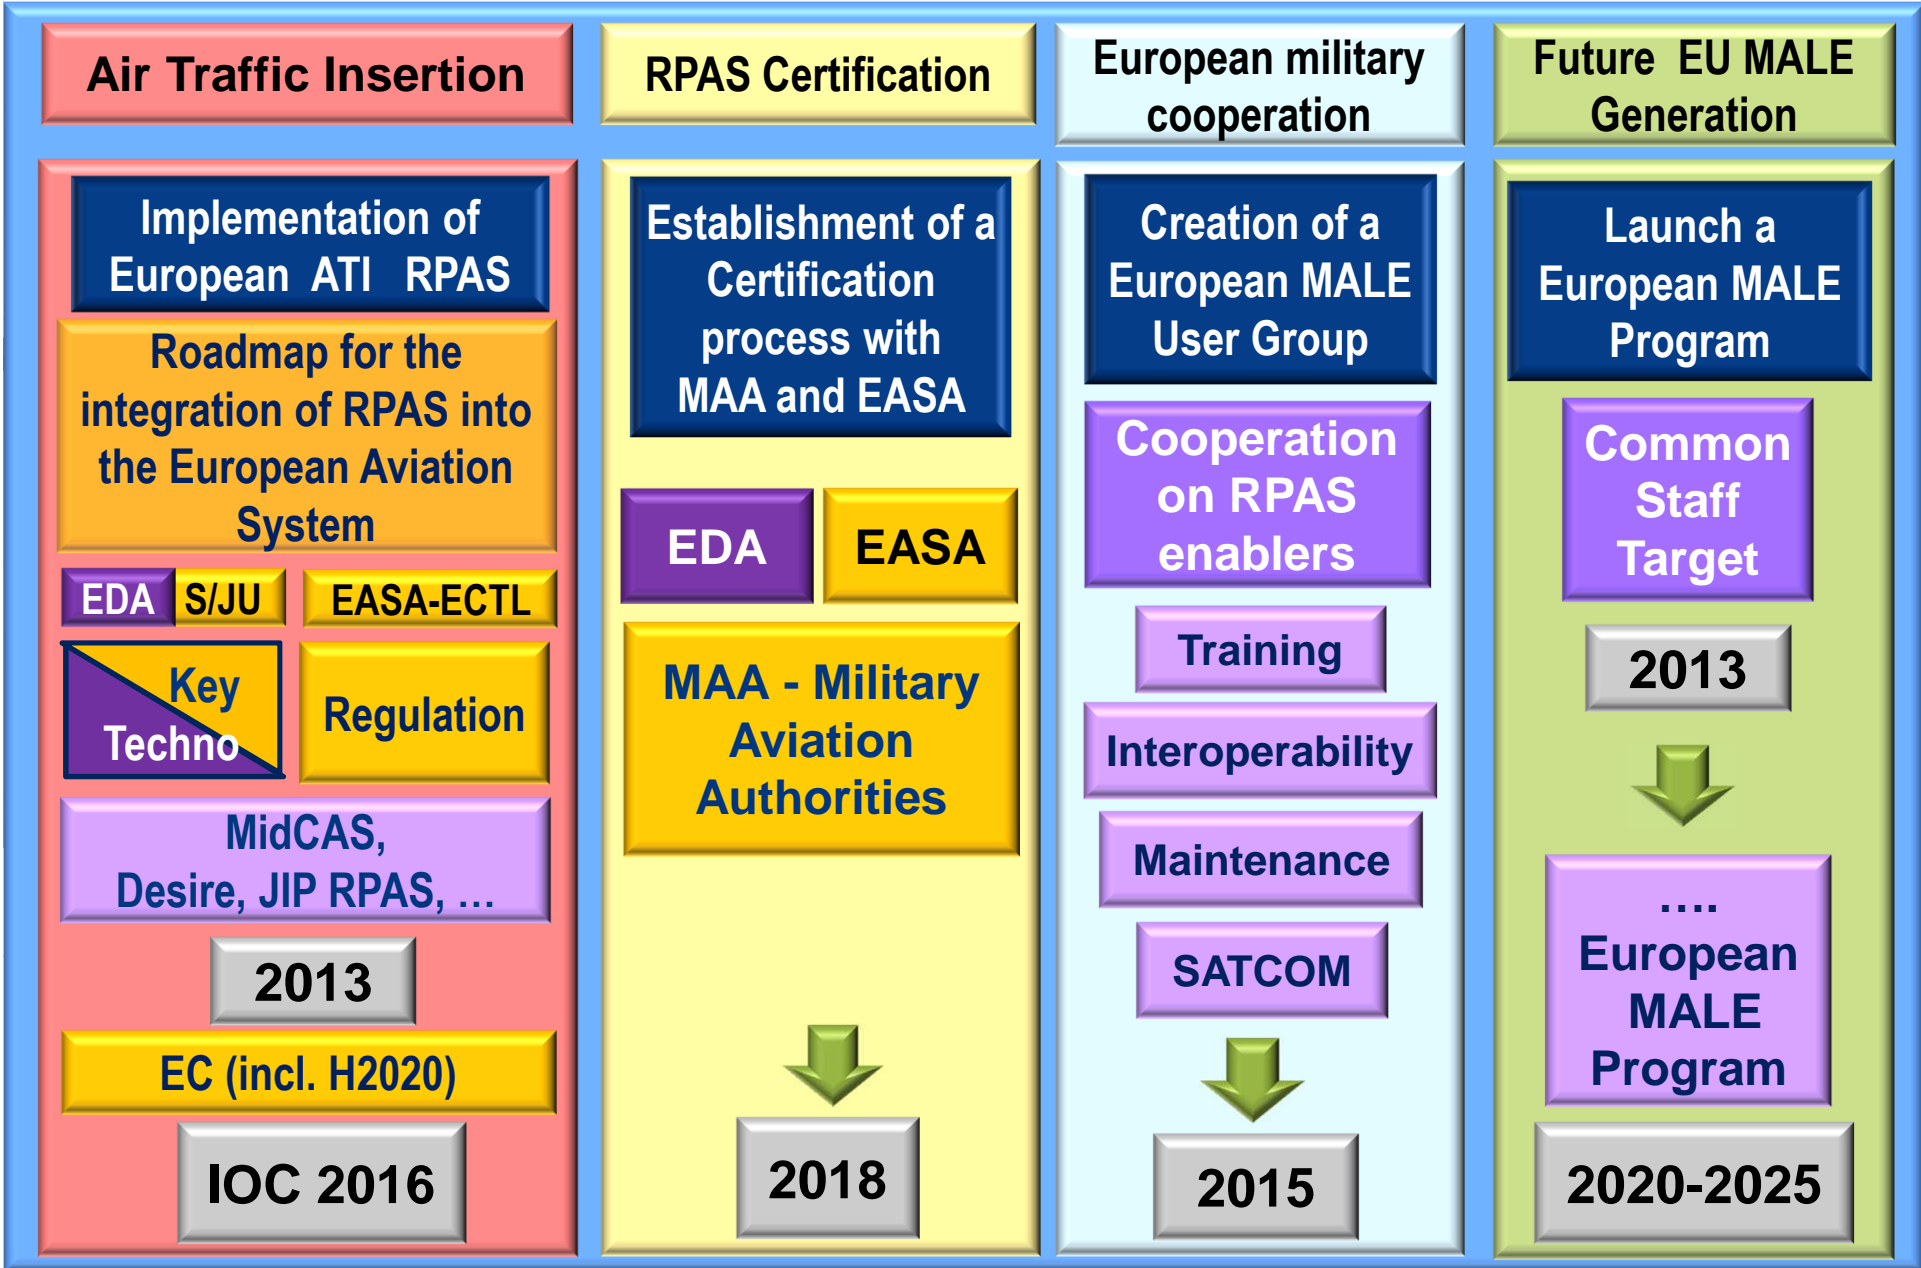 Air Traffic Insertion
Implementation of
European ATI RPAS
Roadmap for the
integration of RPAS into
the European Aviation
System
EDA S/JU EASA-ECTL
Key
Techno
Regulation
MidCAS,
Desire, JIP RPAS, …
2013
EC (incl. H2020)
IOC 2016
RPAS Certification
Establishment of a
Certification
process with
MAA and EASA
EDA EASA
MAA - Military
Aviation
Authorities
2018
European military
cooperation
Creation of a
European MALE
User Group
Cooperation
on RPAS
enablers
Training
Interoperability
Maintenance
SATCOM
2015
Future EU MALE
Generation
Launch a
European MALE
Program
Common
Staff
Target
2013
….
European
MALE
Program
2020-2025